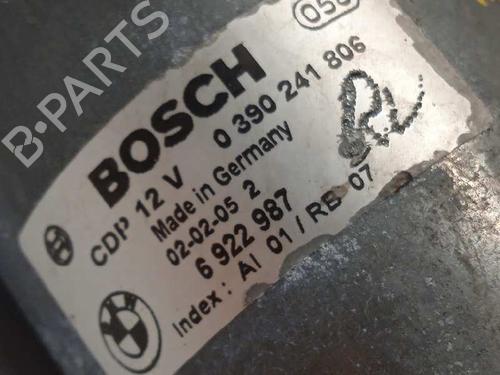 B-PARTS
056
BOSCH
CDP 12 V 0 390 241 806
Made in Germany
02-02-05 2
6 922 987
Index: AI 01 / RB 07